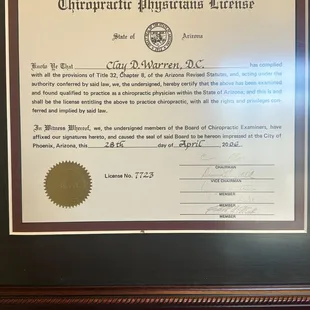 Chiropractic Physicians License
State of Arizona
Know Ye That Clay D. Warren, D.C. has complied
with all the provisions of Title 32, Chapter 8, of the Arizona Revised Statutes, and, acting under the
authority conferred by said law, we, the undersigned, hereby certify that the above has been examined
and found qualified to practice as a chiropractic physician within the State of Arizona; and this is and
shall be the license entitling the above to practice chiropractic, with all the rights and privileges con-
ferred and implied by said law.
In Witness Whereof, we, the undersigned members of the Board of Chiropractic Examiners, have
affixed our signatures hereto, and caused the seal of said Board to be hereon impressed at the City of
Phoenix, Arizona, this 28th day of April 2006
CHAIRMAN
License No. 7723
VICE CHAIRMAN
MEMBER
MEMBER
MEMBER